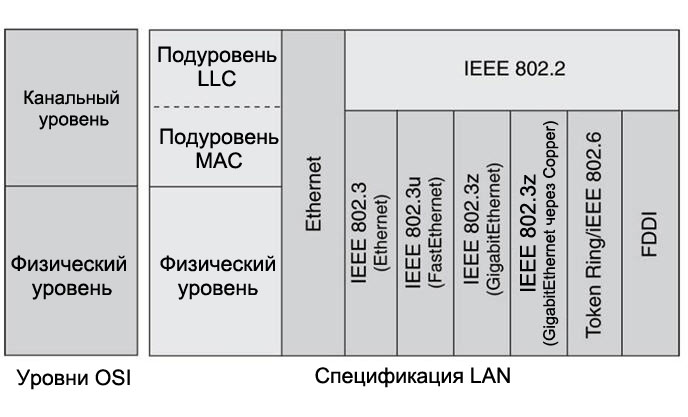 Канальный
уровень
Физический
уровень
Уровни OSI
Подуровень
LLC
Подуровень
MAC
Физический
уровень
Ethernet
IEEE 802.2
IEEE 802.3
(Ethernet)
IEEE 802.3u
(FastEthernet)
IEEE 802.3z
(GigabitEthernet)
IEEE 802.3z
(GigabitEthernet через Copper)
Token Ring/iEEE 802.6
FDDI
Спецификация LAN